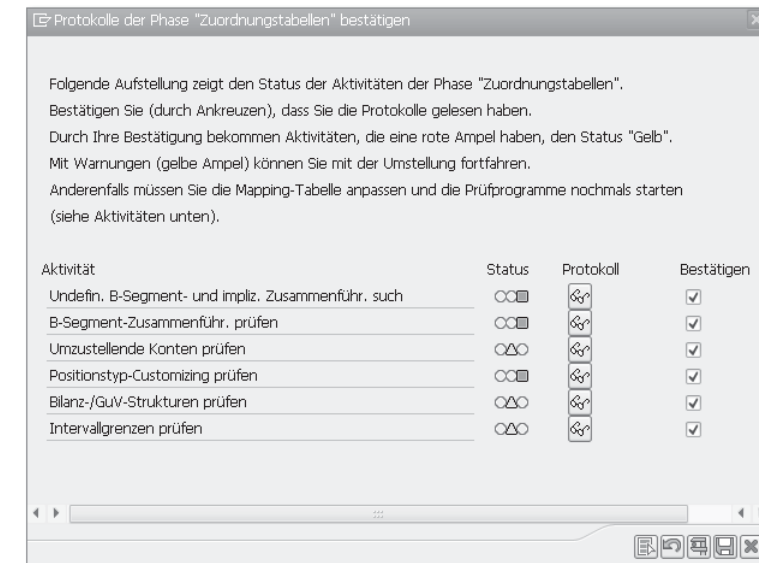 Protokolle der Phase "Zuordnungstabellen" bestätigen
Folgende Aufstellung zeigt den Status der Aktivitäten der Phase "Zuordnungstabellen".
Bestätigen Sie (durch Ankreuzen), dass Sie die Protokolle gelesen haben.
Durch Ihre Bestätigung bekommen Aktivitäten, die eine rote Ampel haben, den Status "Gelb".
Mit Warnungen (gelbe Ampel) können Sie mit der Umstellung fortfahren.
Anderenfalls müssen Sie die Mapping-Tabelle anpassen und die Prüfprogramme nochmals starten
(siehe Aktivitäten unten).
Aktivität Status Protokoll Bestätigen
Undefin. B-Segment- und impliz. Zusammenführ. such
B-Segment-Zusammenführ. prüfen
Umzustellende Konten prüfen
Positionstyp-Customizing prüfen
Bilanz-/GuV-Strukturen prüfen
Intervallgrenzen prüfen